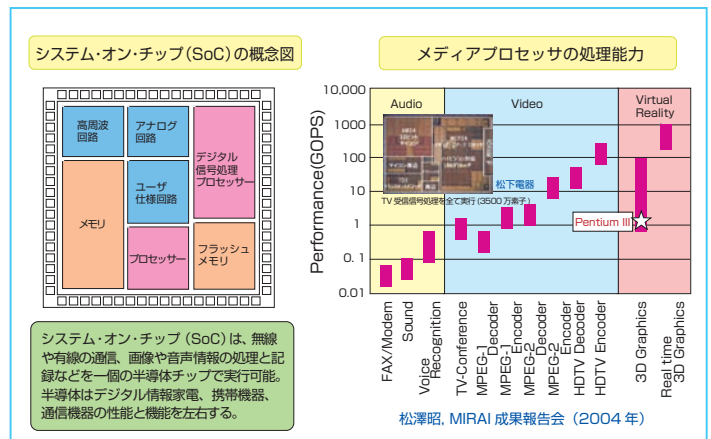 システム・オン・チップ(SoC)の概念図
高周波
回路
アナログ
回路
デジタル
信号処理
プロセッサー
メモリ
ユーザ
仕様回路
プロセッサー
フラッシュ
メモリ
システム・オン・チップ(SoC)は、無線
や有線の通信、画像や音声情報の処理と記
録などを一個の半導体チップで実行可能。
半導体はデジタル情報家電、携帯機器、
通信機器の性能と機能を左右する。
メディアプロセッサの処理能力
Performance(GOPS)
10,000
1000
100
10
1
0.1
0.01
Audio
Video
Virtual
Reality
松下電器
TV受信信号処理を全て実行(3500万素子)
Pentium III
FAX/Modem
Sound
Voice
Recognition
TV-Conference
MPEG-1 Decoder
MPEG-1 Encoder
MPEG-2 Decoder
MPEG-2 Encoder
HDTV Decoder
HDTV Encoder
3D Graphics
Real time
3D Graphics
松澤昭, MIRAI 成果報告会(2004年)